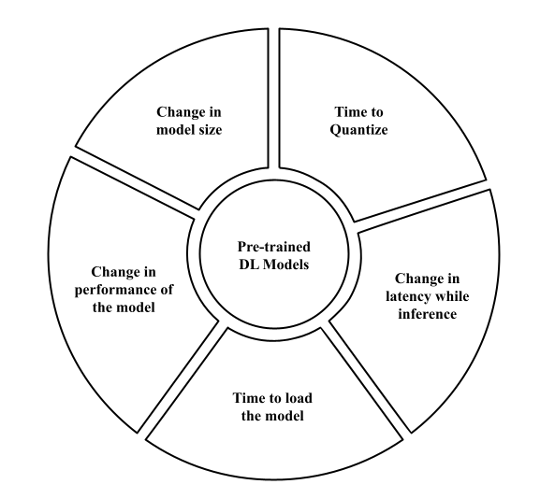 Change in
model size
Time to
Quantize
Pre-trained
DL Models
Change in
performance of
the model
Change in
latency while
inference
Time to load
the model